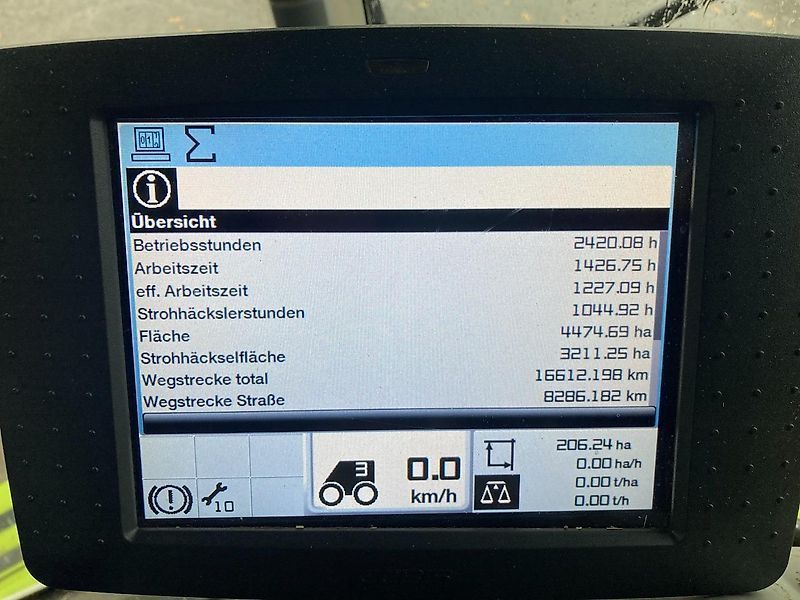 Übersicht
Betriebsstunden 2420.08 h
Arbeitszeit 1426.75 h
eff. Arbeitszeit 1227.09 h
Strohhäckslerstunden 1044.92 h
Fläche 4474.69 ha
Strohhäckselfläche 3211.25 ha
Wegstrecke total 16612.198 km
Wegstrecke Straße 8286.182 km
206.24 ha
3 0.0 0.00 ha/h
10 km/h 0.00 t/ha
0.00 t/h